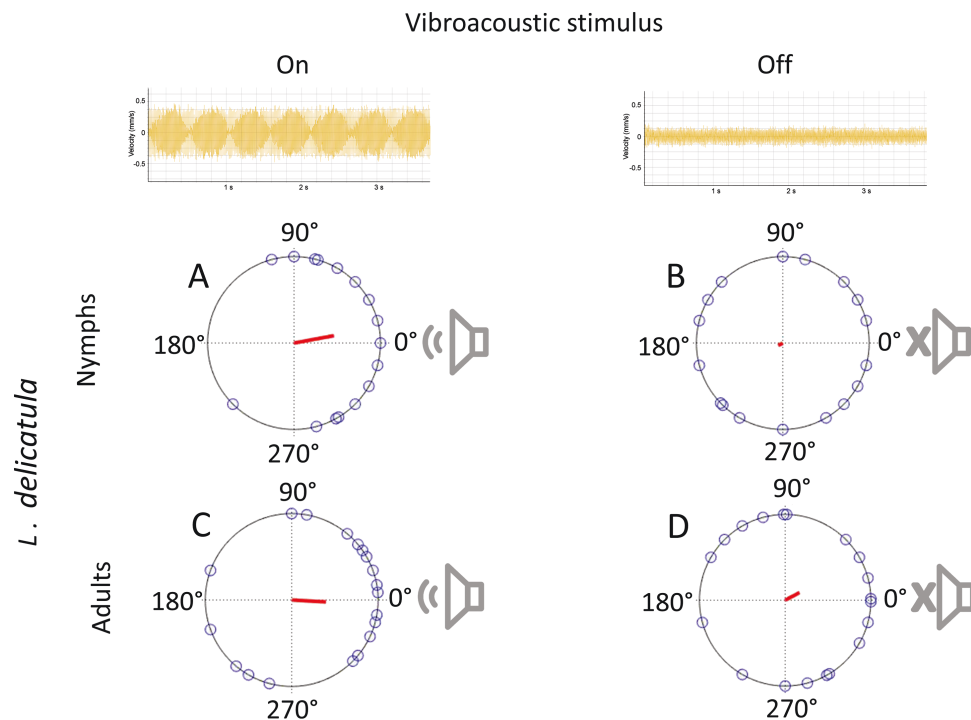 Vibroacoustic stimulus
On
Off
Velocity (mm/s)
0.5
0
-0.5
1 s
2 s
3 s
Velocity (mm/s)
0.5
0
-0.5
1 s
2 s
3 s
L. delicatula
Nymphs
A
90°
180°
0°
270°
B
90°
180°
0°
X
270°
Adults
C
90°
180°
0°
270°
D
90°
180°
0°
X
270°